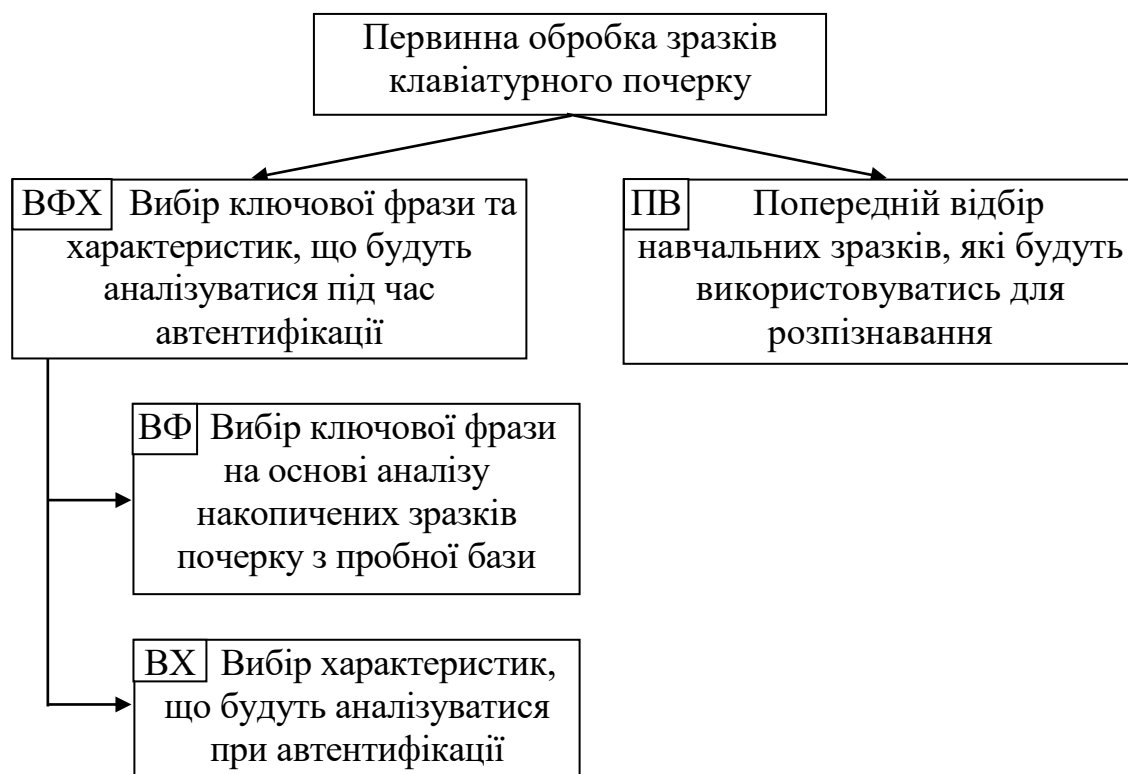 Первинна обробка зразків
клавіатурного почерку
ВФХ Вибір ключової фрази та
характеристик, що будуть
аналізуватися під час
автентифікації
ПВ Попередній відбір
навчальних зразків, які будуть
використовуватись для
розпізнавання
ВФ Вибір ключової фрази
на основі аналізу
накопичених зразків
почерку з пробної бази
ВХ Вибір характеристик,
що будуть аналізуватися
при автентифікації